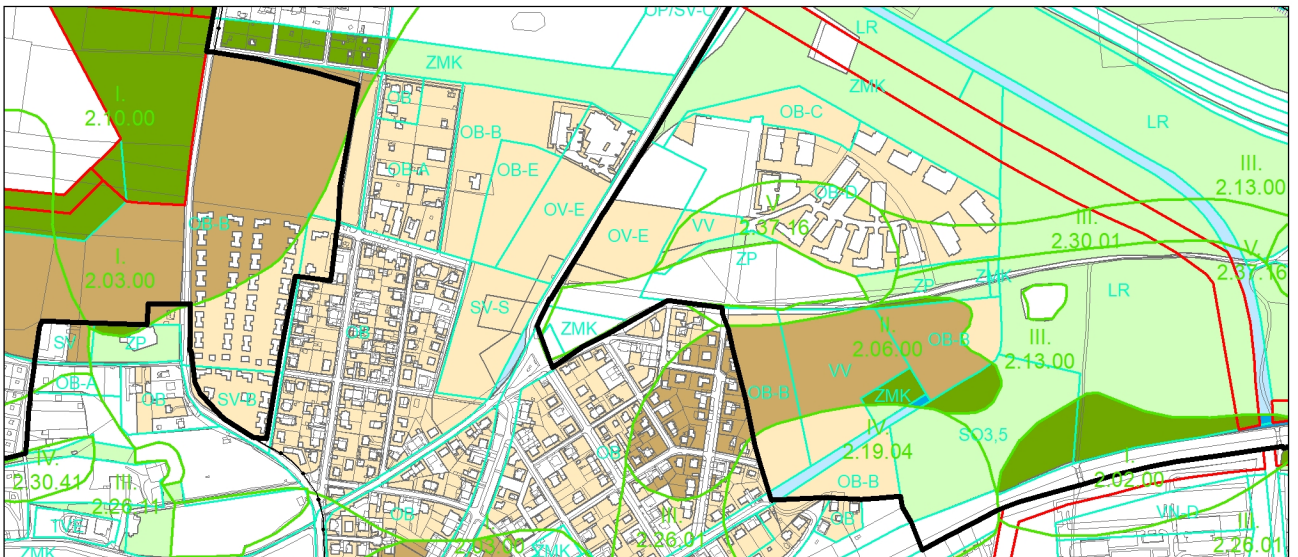 OP/SV-C
LR
ZMK
ZMK
I.
2.10.00
OB
OB-C
OB-B
LR
OB-A
OB-E
III.
2.13.00
OB-D
V.
2.37.16
OV-E
OB-B
OV-E
VV
III.
2.30.01
I.
2.03.00
ZP
V.
2.37.16
ZMK
ZP
LR
SV-S
SV
ZP
OB
ZMK
II.
2.06.00
OB-B
III.
2.13.00
VV
OB-A
OB
SV-B
OB-B
ZMK
SO3,5
IV.
2.19.04
OB
IV.
2.30.41
III.
I.
2.02.00
OB-B
TVE
OB
III.
2.26.01
OB
VN-D
III.
2.26.01
ZMK
ZMK